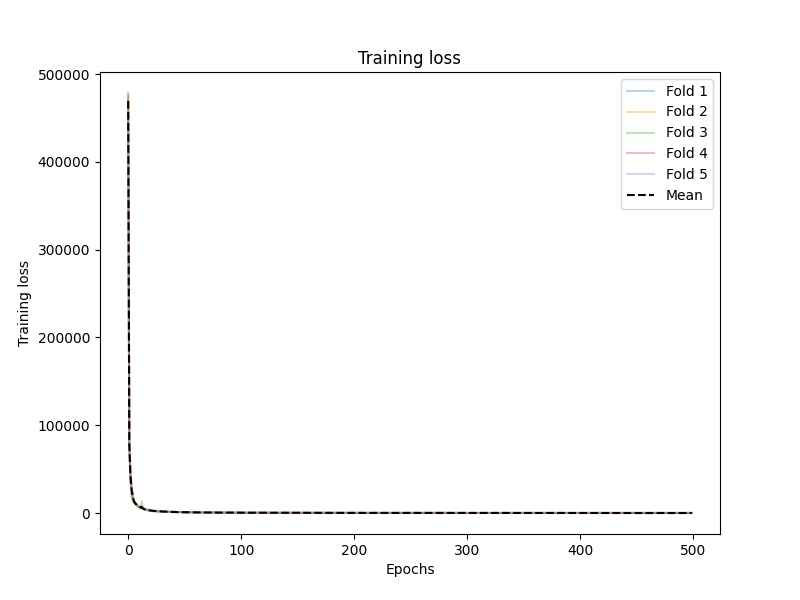 Training loss
500000
400000
300000
200000
100000
0
Training loss
0 100 200 300 400 500
Epochs
Fold 1
Fold 2
Fold 3
Fold 4
Fold 5
Mean